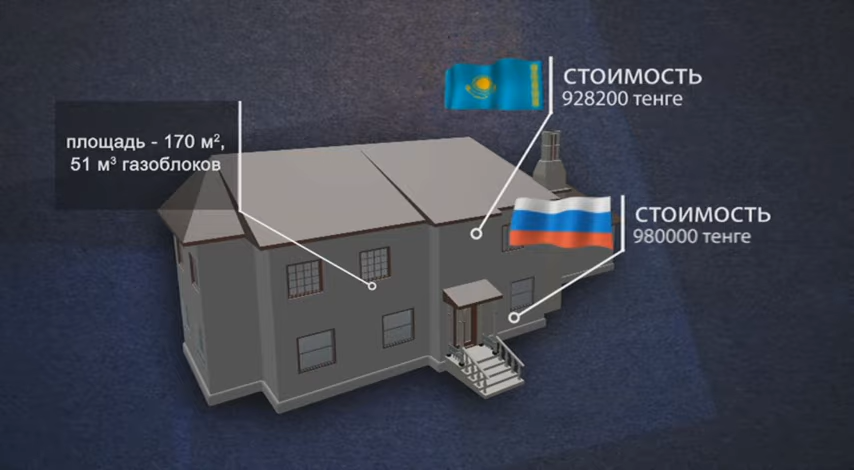 СТОИМОСТЬ
928200 тенге
площадь - 170 м²,
51 м³ газоблоков
СТОИМОСТЬ
980000 тенге